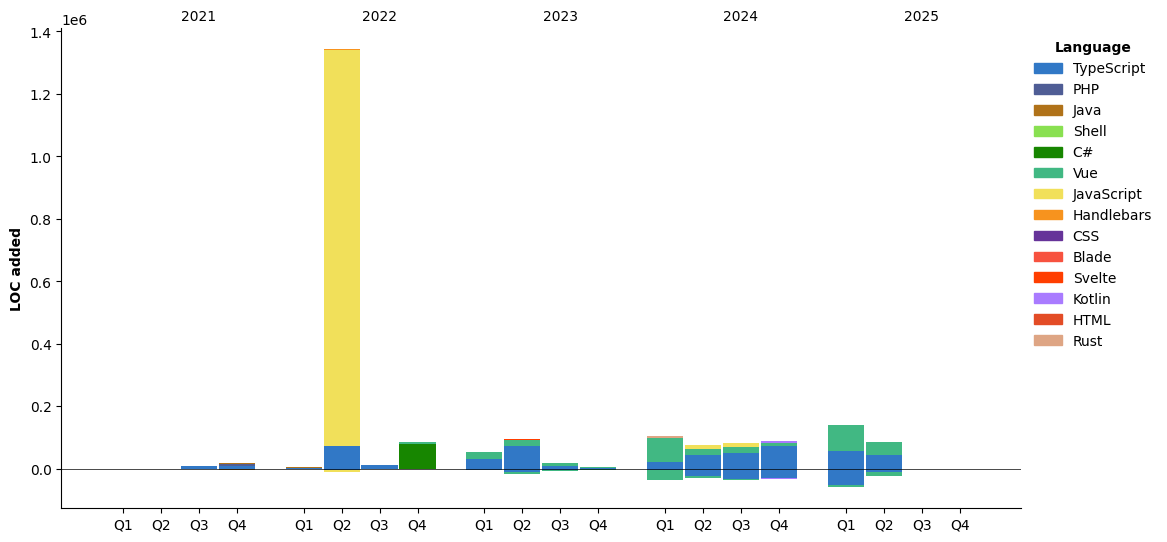 1e6
2021 2022 2023 2024 2025
1.4
1.2
1.0
0.8
0.6
0.4
0.2
0.0
LOC added
Q1 Q2 Q3 Q4 Q1 Q2 Q3 Q4 Q1 Q2 Q3 Q4 Q1 Q2 Q3 Q4 Q1 Q2 Q3 Q4
Language
TypeScript
PHP
Java
Shell
C#
Vue
JavaScript
Handlebars
CSS
Blade
Svelte
Kotlin
HTML
Rust